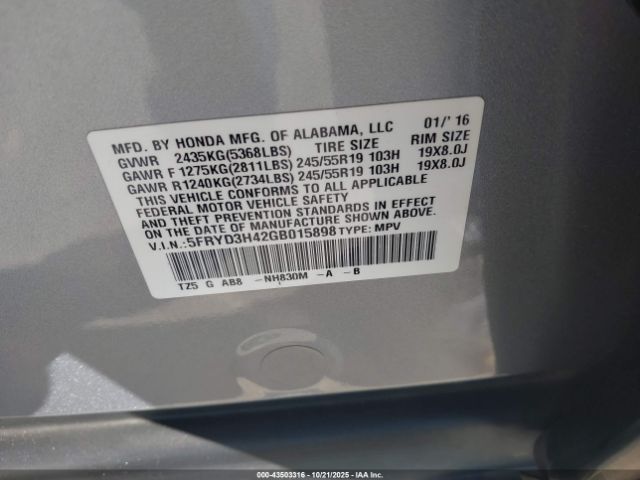 MFD. BY HONDA MFG. OF ALABAMA, LLC 01/'16
GVWR 2435KG(5368LBS) TIRE SIZE RIM SIZE
GAWR F 1275KG(2811LBS) 245/55R19 103H 19X8.0J
GAWR R 1240KG(2734LBS) 245/55R19 103H 19X8.0J
THIS VEHICLE CONFORMS TO ALL APPLICABLE
FEDERAL MOTOR VEHICLE SAFETY
AND THEFT PREVENTION STANDARDS IN EFFECT
ON THE DATE OF MANUFACTURE SHOWN ABOVE.
V.I.N.:5FRYD3H42GB015898 TYPE: MPV
TZ5 G AB8 -NH830M -A -B
000-43503316 - 10/21/2025 - IAAI.COM